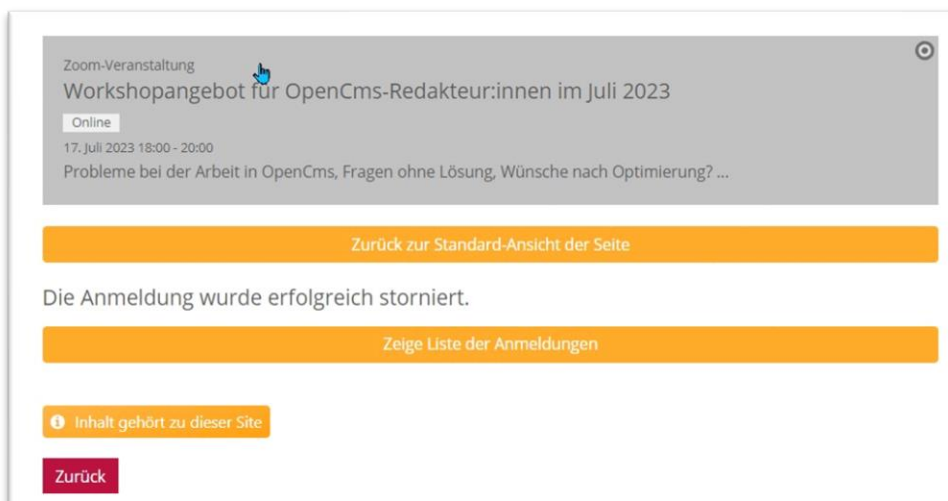 Zoom-Veranstaltung
Workshopangebot für OpenCms-Redakteur:innen im Juli 2023
Online
17. Juli 2023 18:00 - 20:00
Probleme bei der Arbeit in OpenCms, Fragen ohne Lösung, Wünsche nach Optimierung? ...
Zurück zur Standard-Ansicht der Seite
Die Anmeldung wurde erfolgreich storniert.
Zeige Liste der Anmeldungen
Inhalt gehört zu dieser Site
Zurück